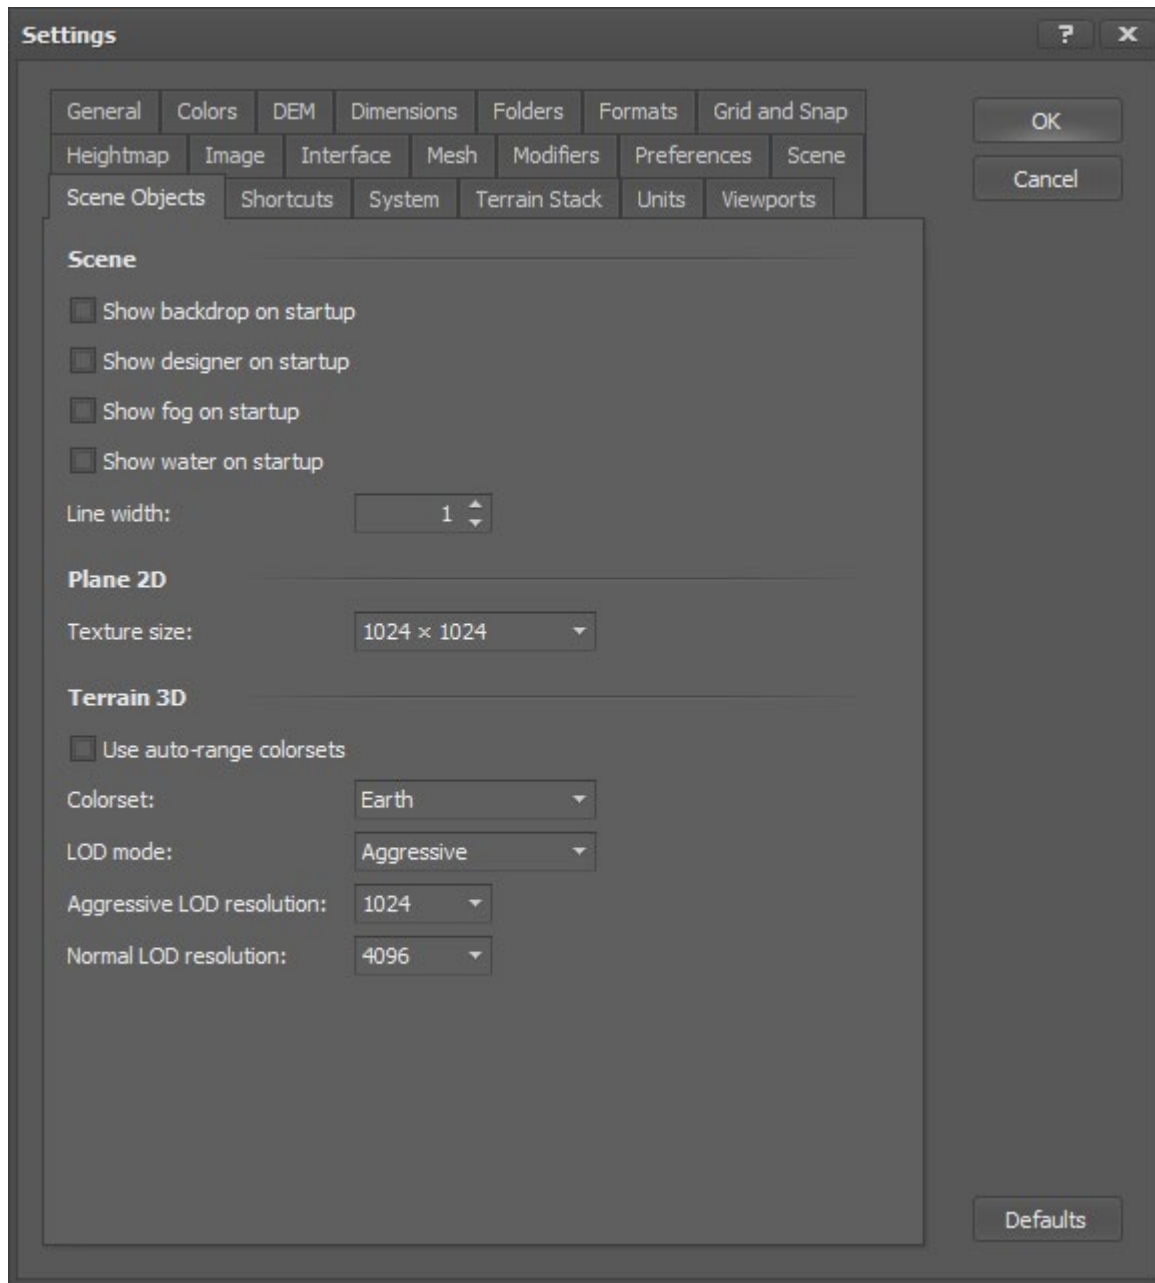 Settings ? X
General Colors DEM Dimensions Folders Formats Grid and Snap
OK
Heightmap Image Interface Mesh Modifiers Preferences Scene
Cancel
Scene Objects Shortcuts System Terrain Stack Units Viewports
Scene
Show backdrop on startup
Show designer on startup
Show fog on startup
Show water on startup
Line width: 1
Plane 2D
Texture size: 1024 × 1024
Terrain 3D
Use auto-range colorsets
Colorset: Earth
LOD mode: Aggressive
Aggressive LOD resolution: 1024
Normal LOD resolution: 4096
Defaults